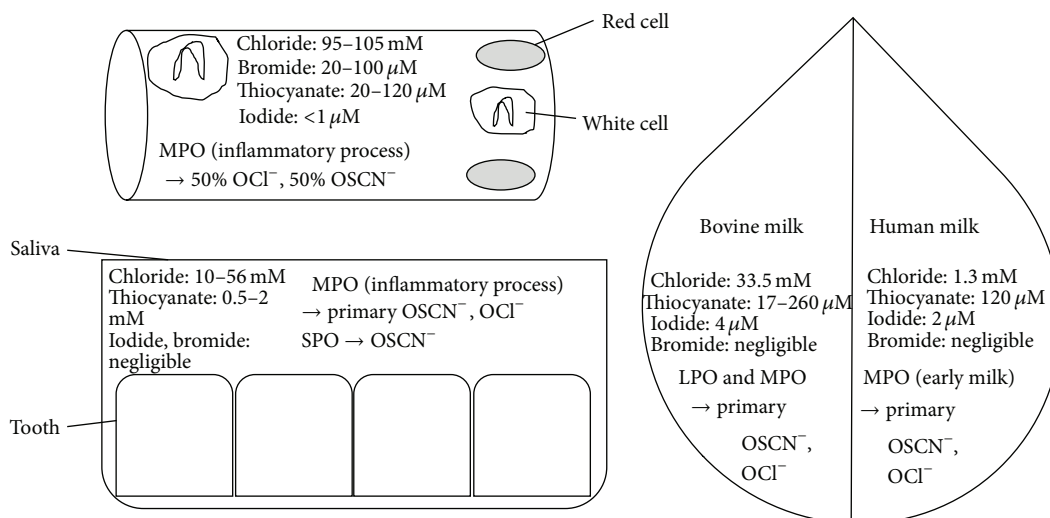 Red cell
Chloride: 95–105 mM
Bromide: 20–100 μM
Thiocyanate: 20–120 μM
Iodide: <1 μM
White cell
MPO (inflammatory process)
→ 50% OCl⁻, 50% OSCN⁻
Saliva
Chloride: 10–56 mM
Thiocyanate: 0.5–2
mM
Iodide, bromide:
negligible
MPO (inflammatory process)
→ primary OSCN⁻, OCl⁻
SPO → OSCN⁻
Tooth
Bovine milk
Chloride: 33.5 mM
Thiocyanate: 17–260 μM
Iodide: 4 μM
Bromide: negligible
LPO and MPO
→ primary
OSCN⁻,
OCl⁻
Human milk
Chloride: 1.3 mM
Thiocyanate: 120 μM
Iodide: 2 μM
Bromide: negligible
MPO (early milk)
→ primary
OSCN⁻,
OCl⁻